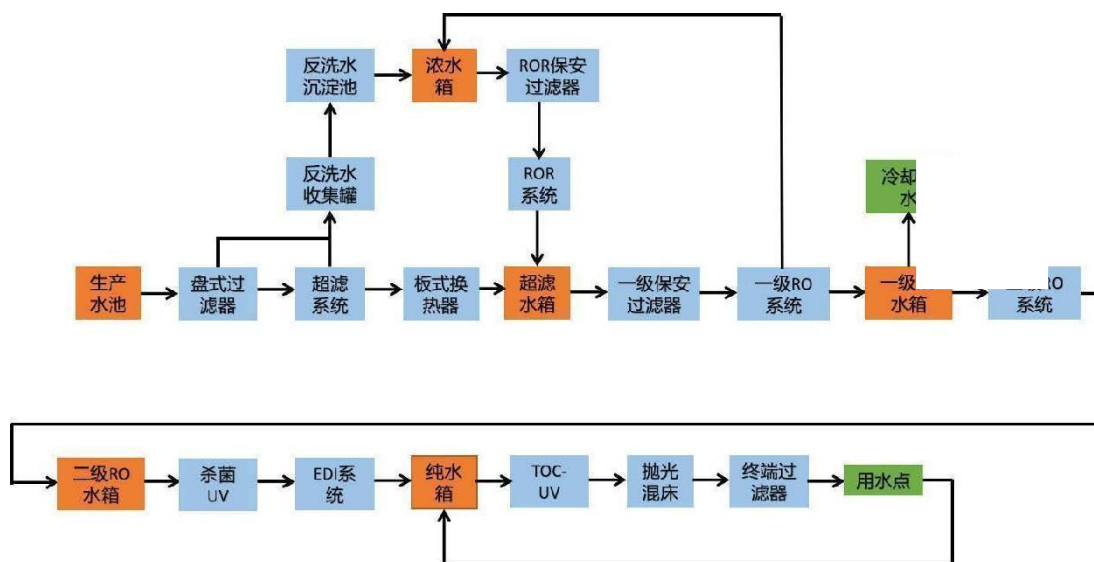 反洗水
沉淀池
浓水
箱
ROR保安
过滤器
反洗水
收集罐
ROR
系统
冷却
水
生产
水池
盘式过
滤器
超滤
系统
板式换
热器
超滤
水箱
一级保安
过滤器
一级RO
系统
一级
水箱
RO
系统
二级RO
水箱
杀菌
UV
EDI系
统
纯水
箱
TOC-
UV
抛光
混床
终端过
滤器
用水点